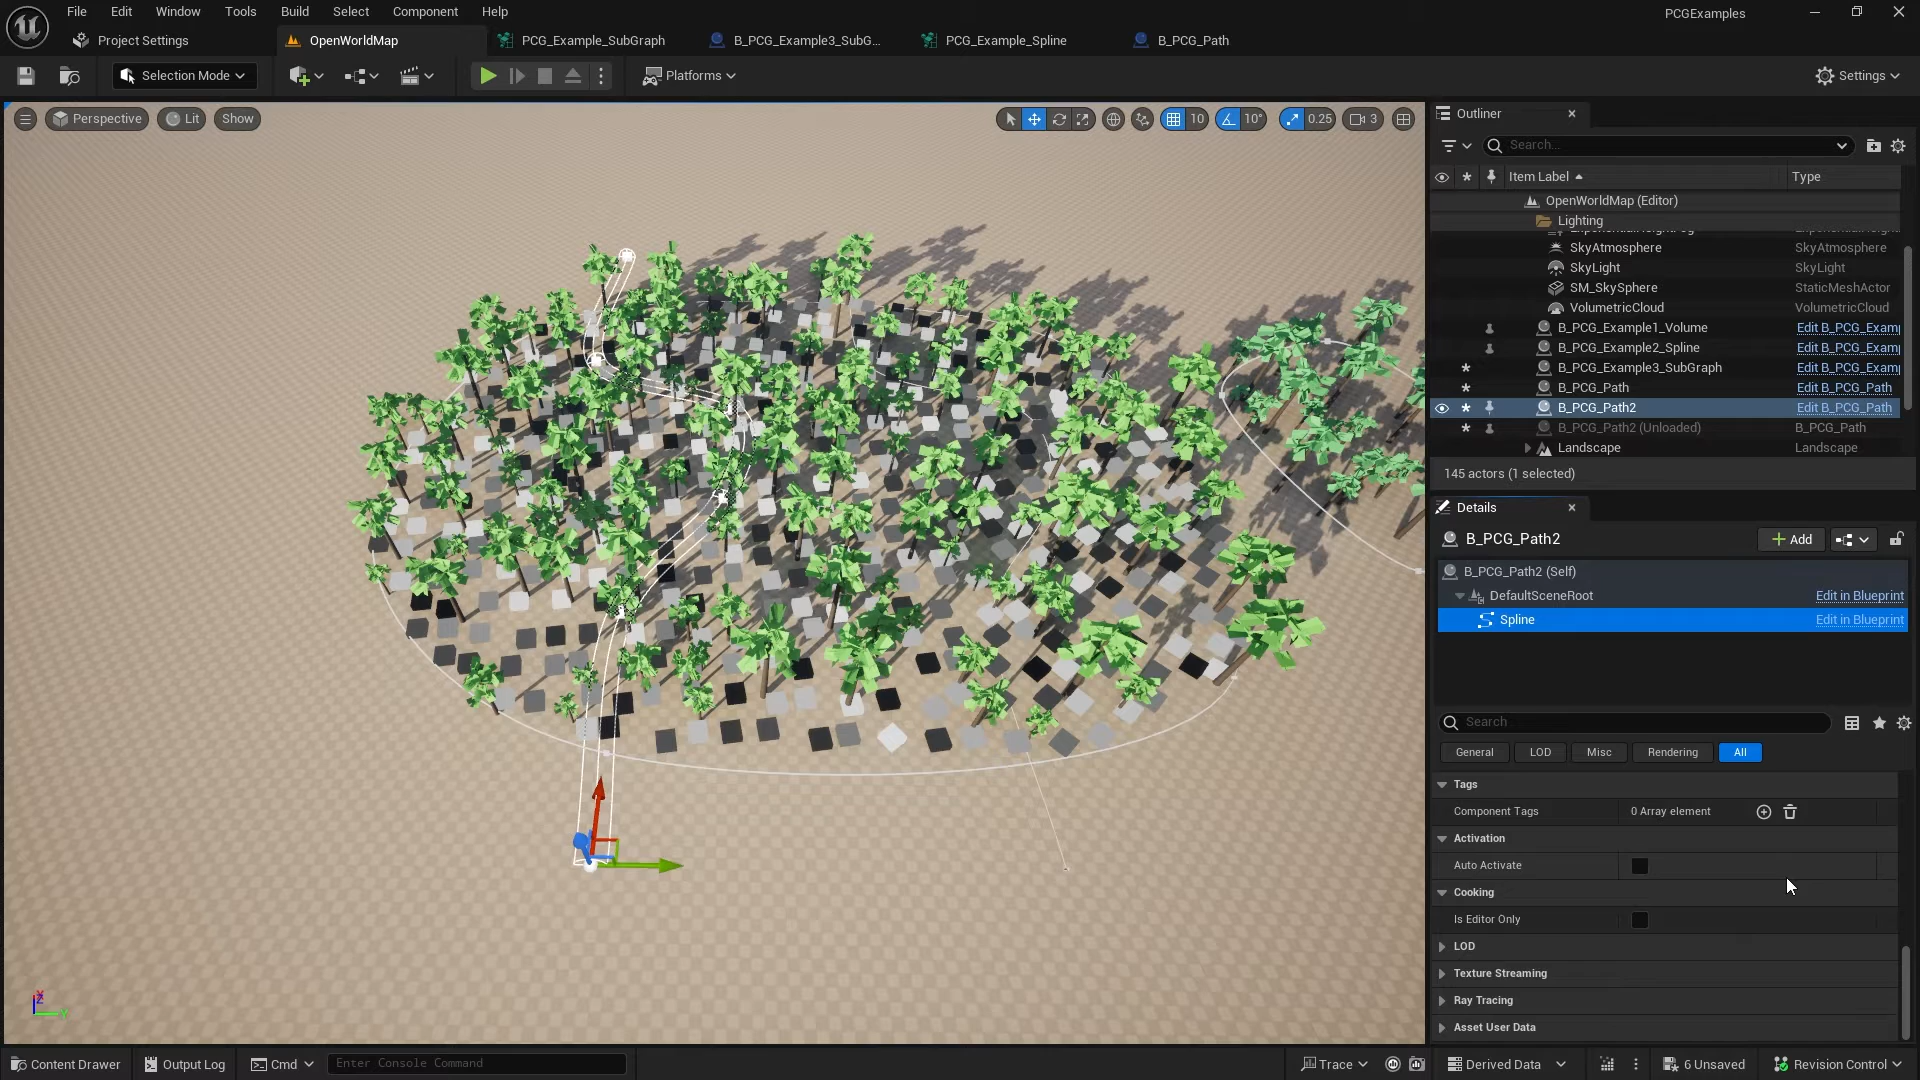 File Edit Window Tools Build Select Component Help
PCGExamples
Project Settings
OpenWorldMap
PCG_Example_SubGraph
B_PCG_Example3_SubG...
PCG_Example_Spline
B_PCG_Path
Selection Mode
Platforms
Settings
Perspective
Lit
Show
10
10°
0.25
3
Outliner
Search...
Item Label
Type
OpenWorldMap (Editor)
Lighting
SkyAtmosphere SkyAtmosphere
SkyLight SkyLight
SM_SkySphere StaticMeshActor
VolumetricCloud VolumetricCloud
B_PCG_Example1_Volume Edit B_PCG_Exam
B_PCG_Example2_Spline Edit B_PCG_Exam
B_PCG_Example3_SubGraph Edit B_PCG_Exam
B_PCG_Path Edit B_PCG_Path
B_PCG_Path2 Edit B_PCG_Path
B_PCG_Path2 (Unloaded) B_PCG_Path
Landscape Landscape
145 actors (1 selected)
Details
B_PCG_Path2
Add
B_PCG_Path2 (Self)
DefaultSceneRoot Edit in Blueprint
Spline Edit in Blueprint
Search
General LOD Misc Rendering All
Tags
Component Tags 0 Array element
Activation
Auto Activate
Cooking
Is Editor Only
LOD
Texture Streaming
Ray Tracing
Asset User Data
Content Drawer
Output Log
Cmd
Enter Console Command
Trace
Derived Data
6 Unsaved
Revision Control